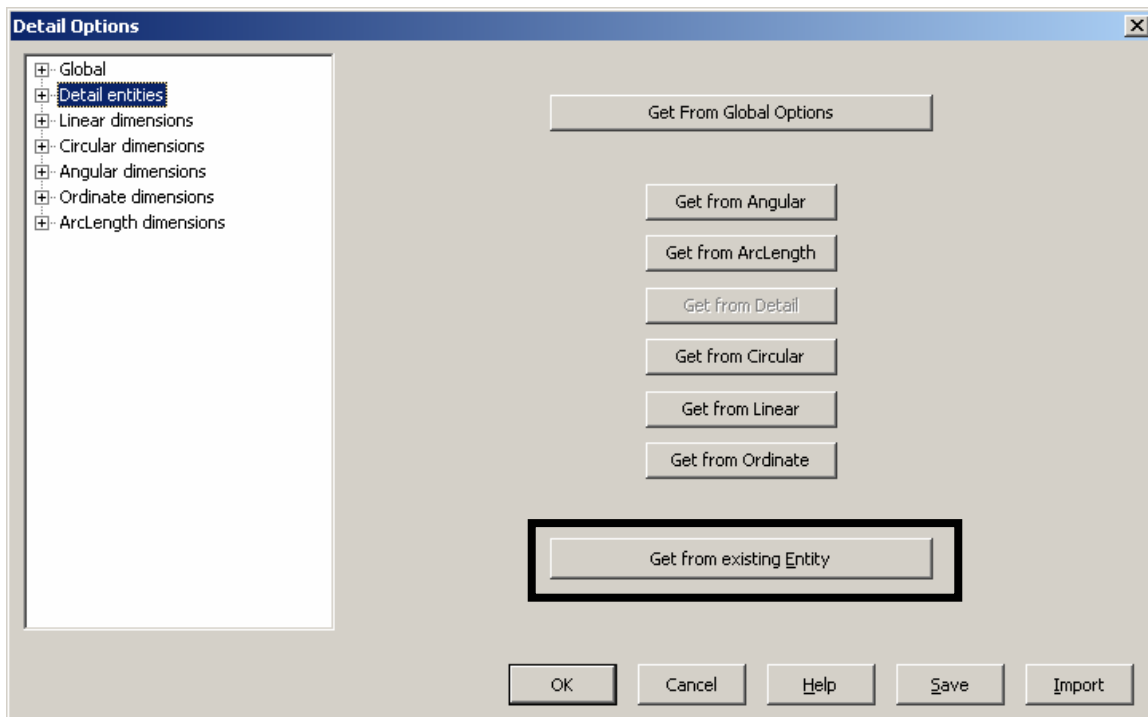 Detail Options
Global
Detail entities
Linear dimensions
Circular dimensions
Angular dimensions
Ordinate dimensions
ArcLength dimensions
Get From Global Options
Get from Angular
Get from ArcLength
Get from Detail
Get from Circular
Get from Linear
Get from Ordinate
Get from existing Entity
OK Cancel Help Save Import